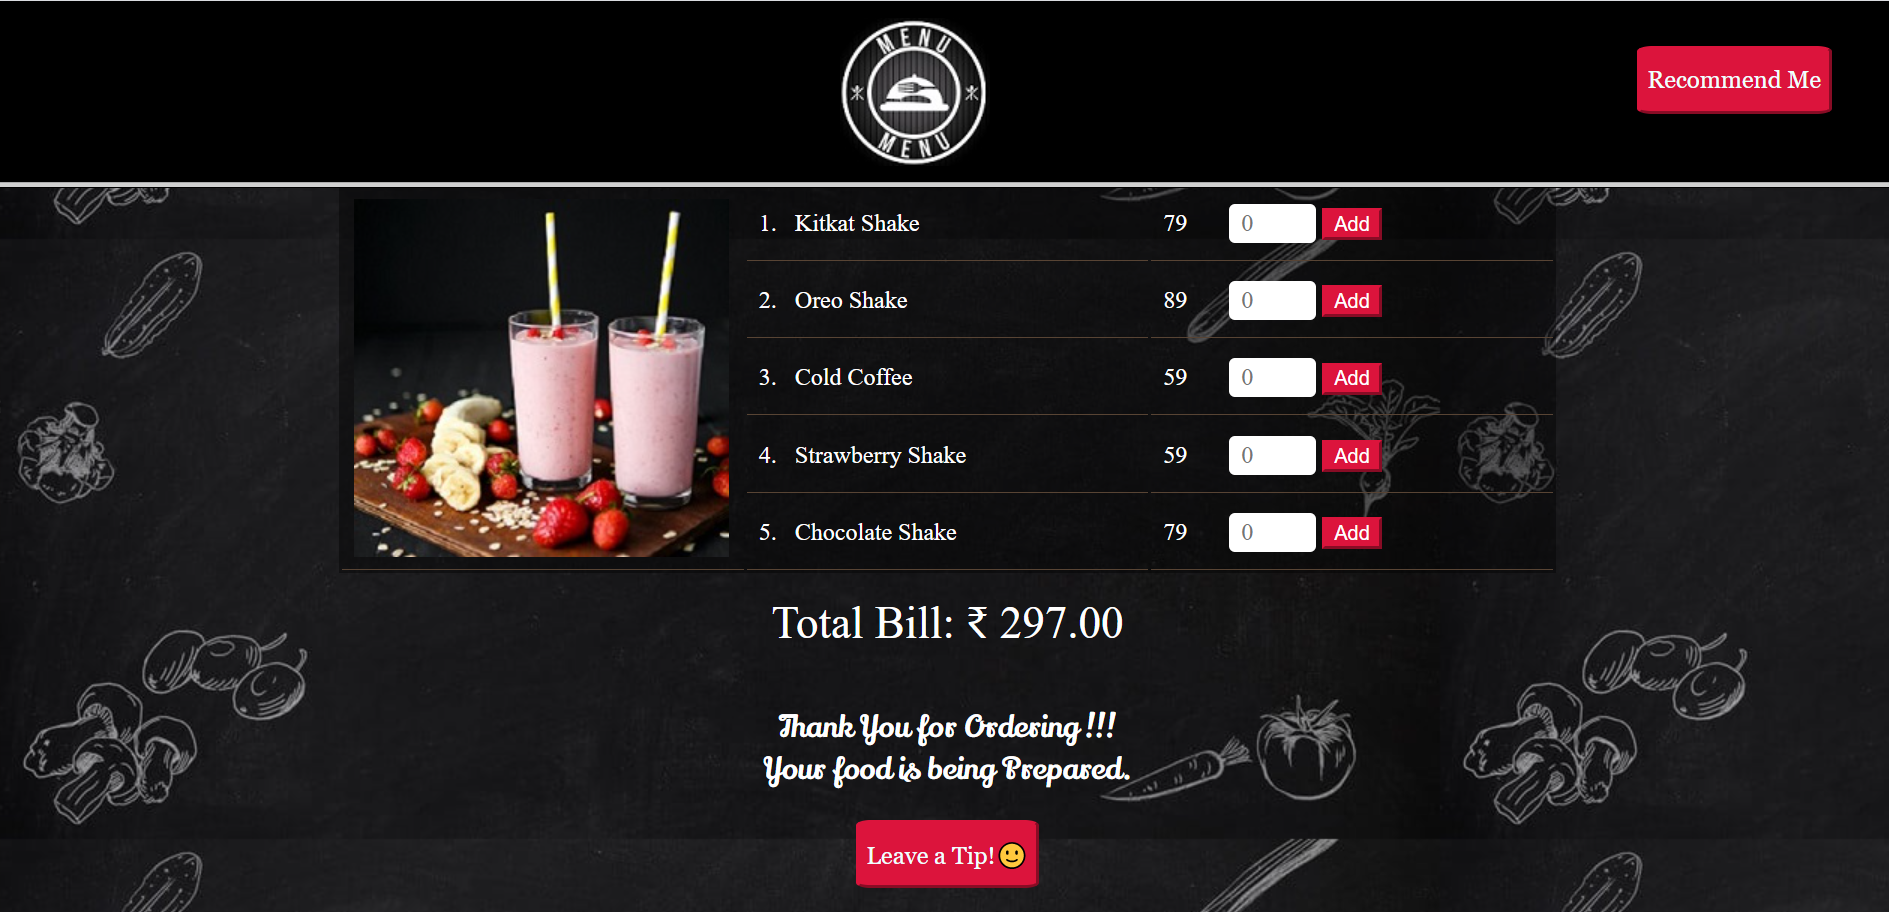 MENU
MENU
Recommend Me
1. Kitkat Shake 79 0 Add
2. Oreo Shake 89 0 Add
3. Cold Coffee 59 0 Add
4. Strawberry Shake 59 0 Add
5. Chocolate Shake 79 0 Add
Total Bill: ₹ 297.00
Thank You for Ordering !!!
Your food is being Prepared.
Leave a Tip!🙂